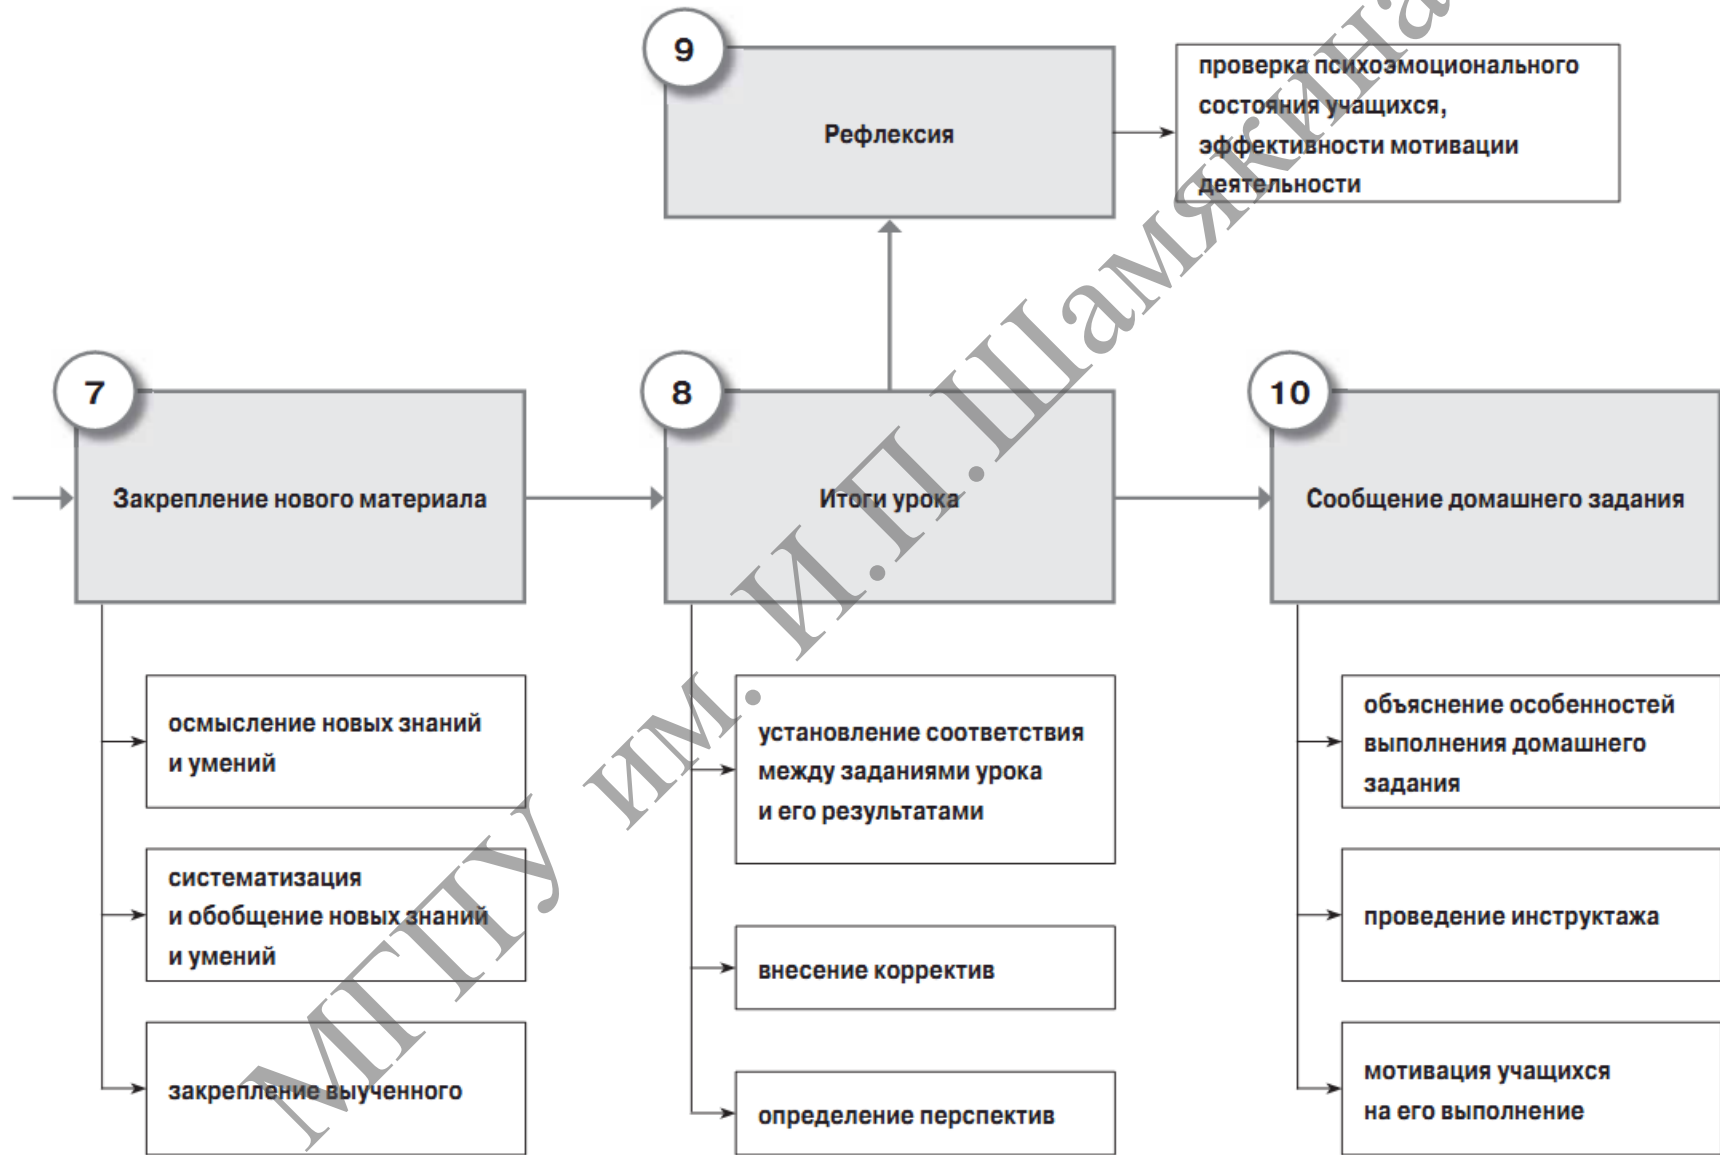 9
Рефлексия
проверка психоэмоционального
состояния учащихся,
эффективности мотивации
деятельности
7
Закрепление нового материала
осмысление новых знаний
и умений
систематизация
и обобщение новых знаний
и умений
закрепление выученного
8
Итоги урока
установление соответствия
между заданиями урока
и его результатами
внесение корректив
определение перспектив
10
Сообщение домашнего задания
объяснение особенностей
выполнения домашнего
задания
проведение инструктажа
мотивация учащихся
на его выполнение
МГПУ им. И.П.Шамякина